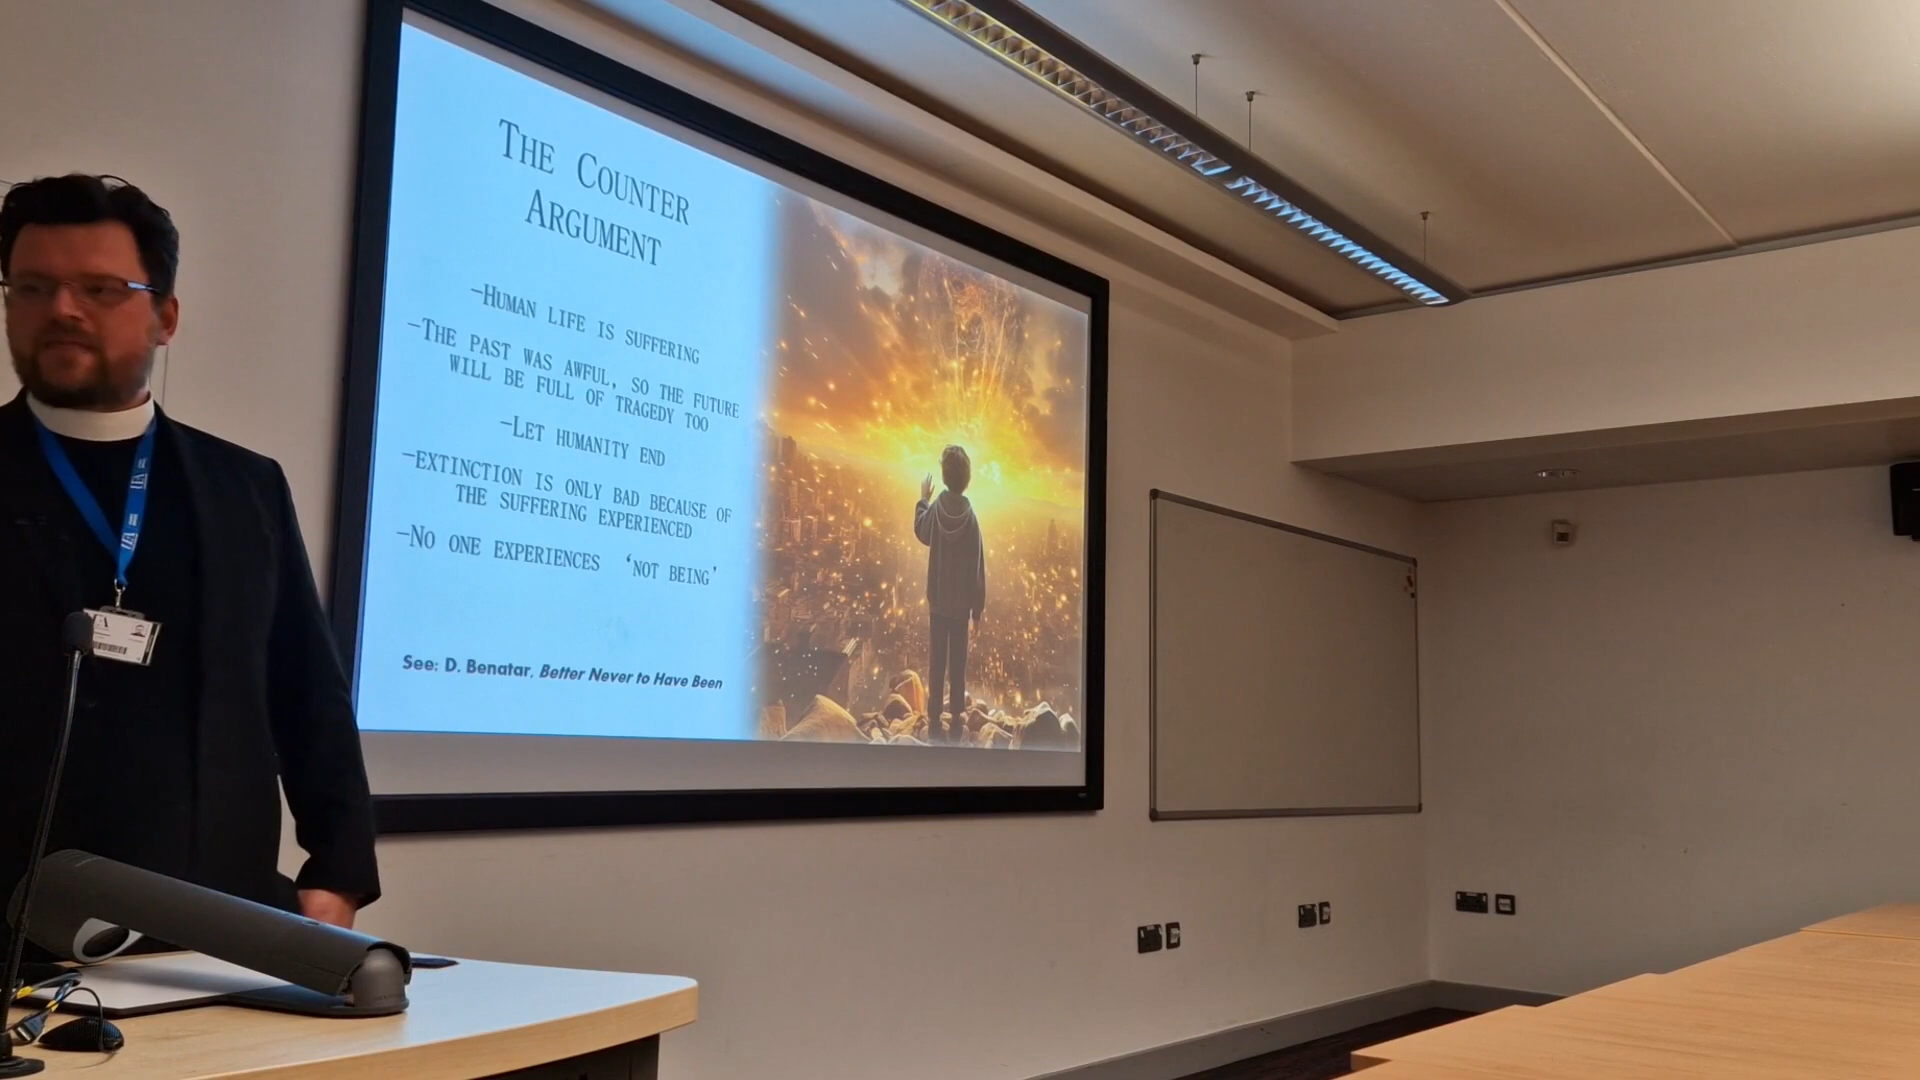 THE COUNTER
ARGUMENT
-HUMAN LIFE IS SUFFERING
-THE PAST WAS AWFUL, SO THE FUTURE
WILL BE FULL OF TRAGEDY TOO
-LET HUMANITY END
-EXTINCTION IS ONLY BAD BECAUSE OF
THE SUFFERING EXPERIENCED
-NO ONE EXPERIENCES ‘NOT BEING’
See: D. Benatar, Better Never to Have Been